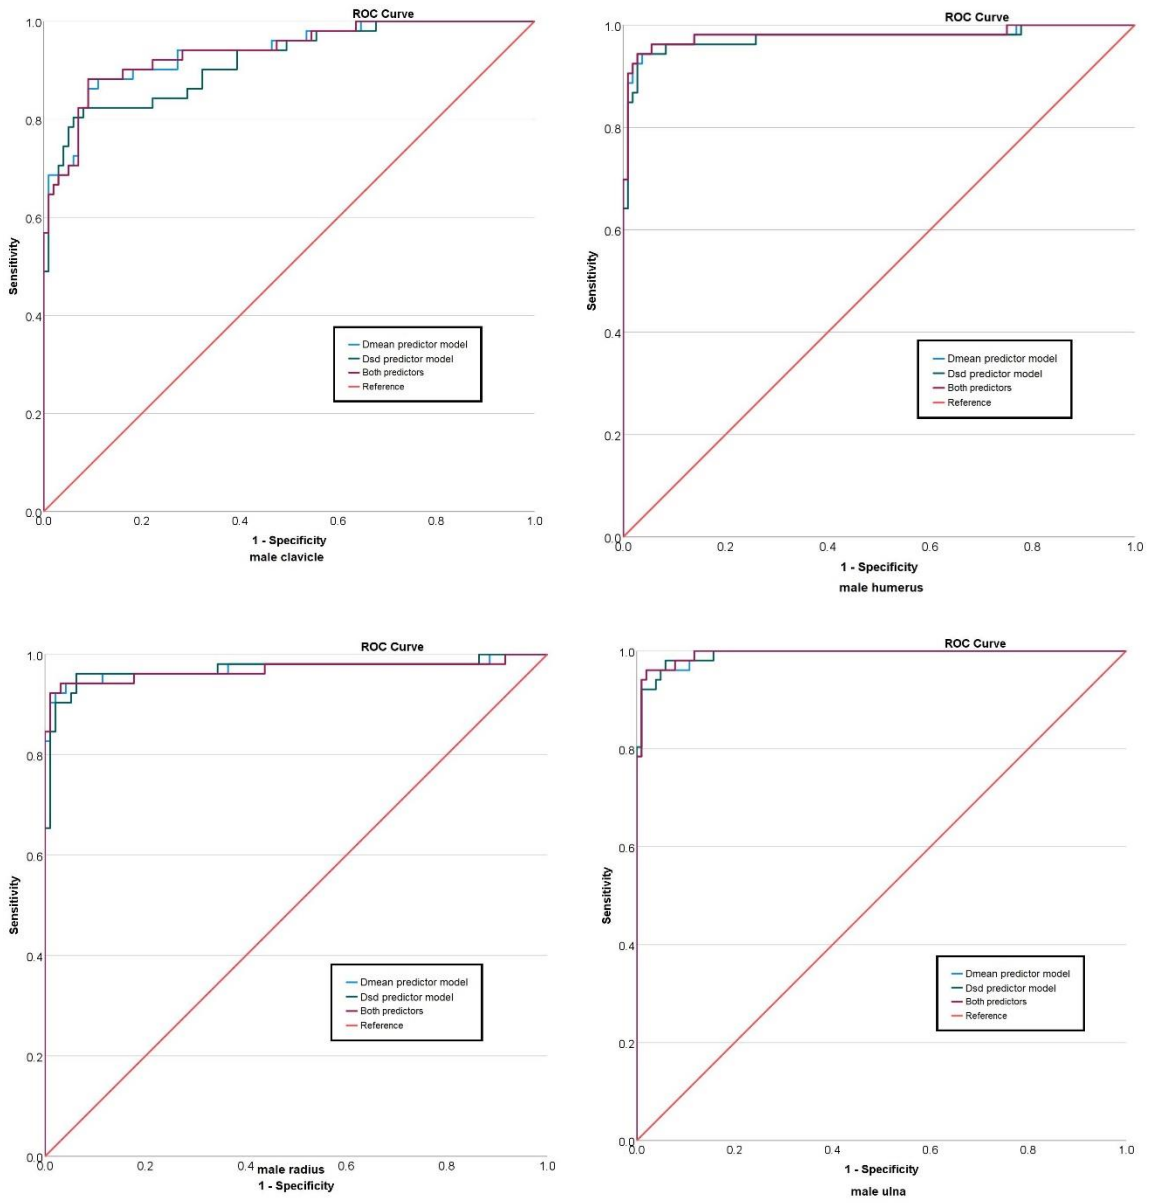 ROC Curve
1.0
0.8
0.6
0.4
0.2
0.0
Sensitivity
Dmean predictor model
Dsd predictor model
Both predictors
Reference
0.0 0.2 0.4 0.6 0.8 1.0
1 - Specificity
male clavicle
ROC Curve
1.0
0.8
0.6
0.4
0.2
0.0
Sensitivity
Dmean predictor model
Dsd predictor model
Both predictors
Reference
0.0 0.2 0.4 0.6 0.8 1.0
1 - Specificity
male humerus
ROC Curve
1.0
0.8
0.6
0.4
0.2
0.0
Sensitivity
Dmean predictor model
Dsd predictor model
Both predictors
Reference
0.0 0.2 0.4 male radius 0.6 0.8 1.0
1 - Specificity
ROC Curve
1.0
0.8
0.6
0.4
0.2
0.0
Sensitivity
Dmean predictor model
Dsd predictor model
Both predictors
Reference
0.0 0.2 0.4 0.6 0.8 1.0
1 - Specificity
male ulna